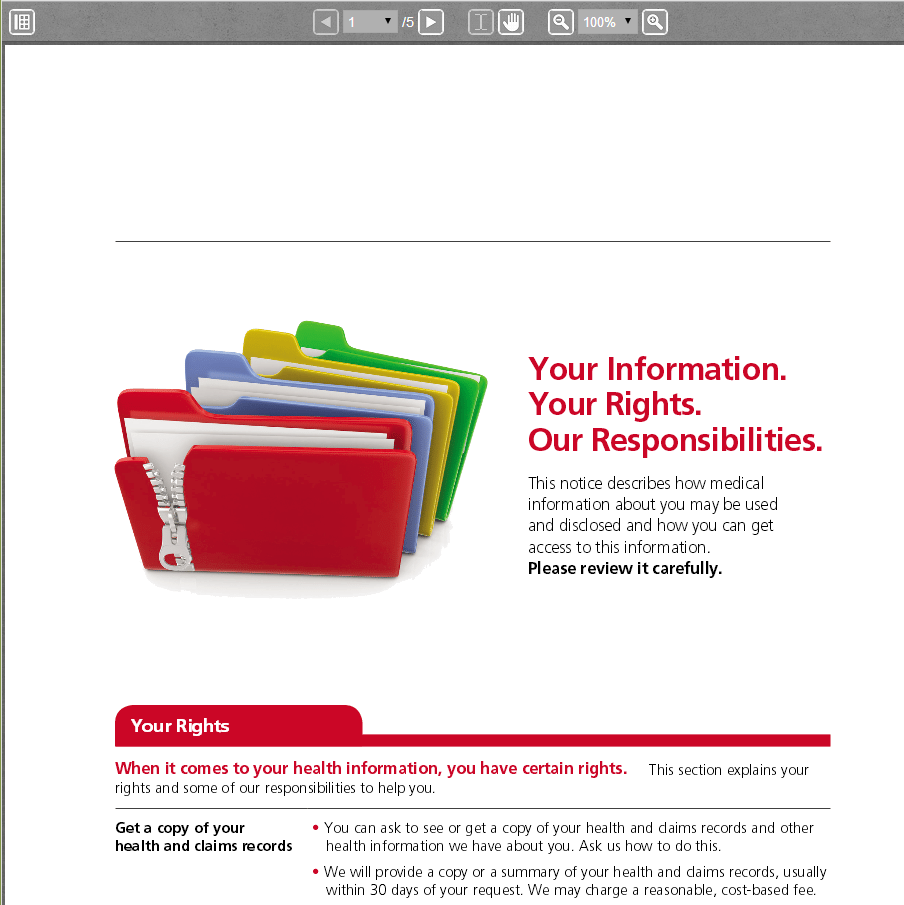 1 /5 100%
Your Information.
Your Rights.
Our Responsibilities.
This notice describes how medical
information about you may be used
and disclosed and how you can get
access to this information.
Please review it carefully.
Your Rights
When it comes to your health information, you have certain rights. This section explains your
rights and some of our responsibilities to help you.
Get a copy of your
health and claims records
• You can ask to see or get a copy of your health and claims records and other
health information we have about you. Ask us how to do this.
• We will provide a copy or a summary of your health and claims records, usually
within 30 days of your request. We may charge a reasonable, cost-based fee.